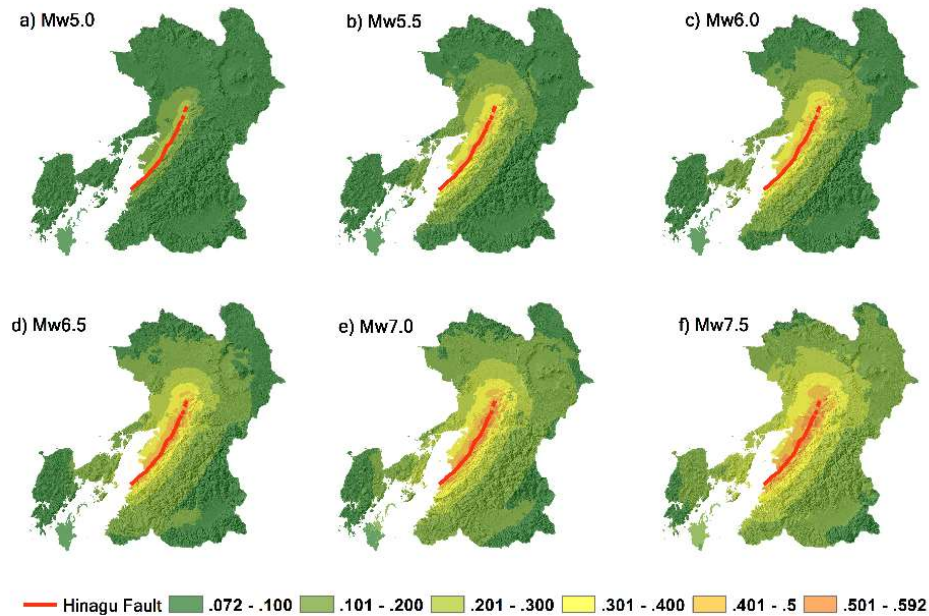 a) Mw5.0
b) Mw5.5
c) Mw6.0
d) Mw6.5
e) Mw7.0
f) Mw7.5
Hinagu Fault .072 - .100 .101 - .200 .201 - .300 .301 - .400 .401 - .5 .501 - .592